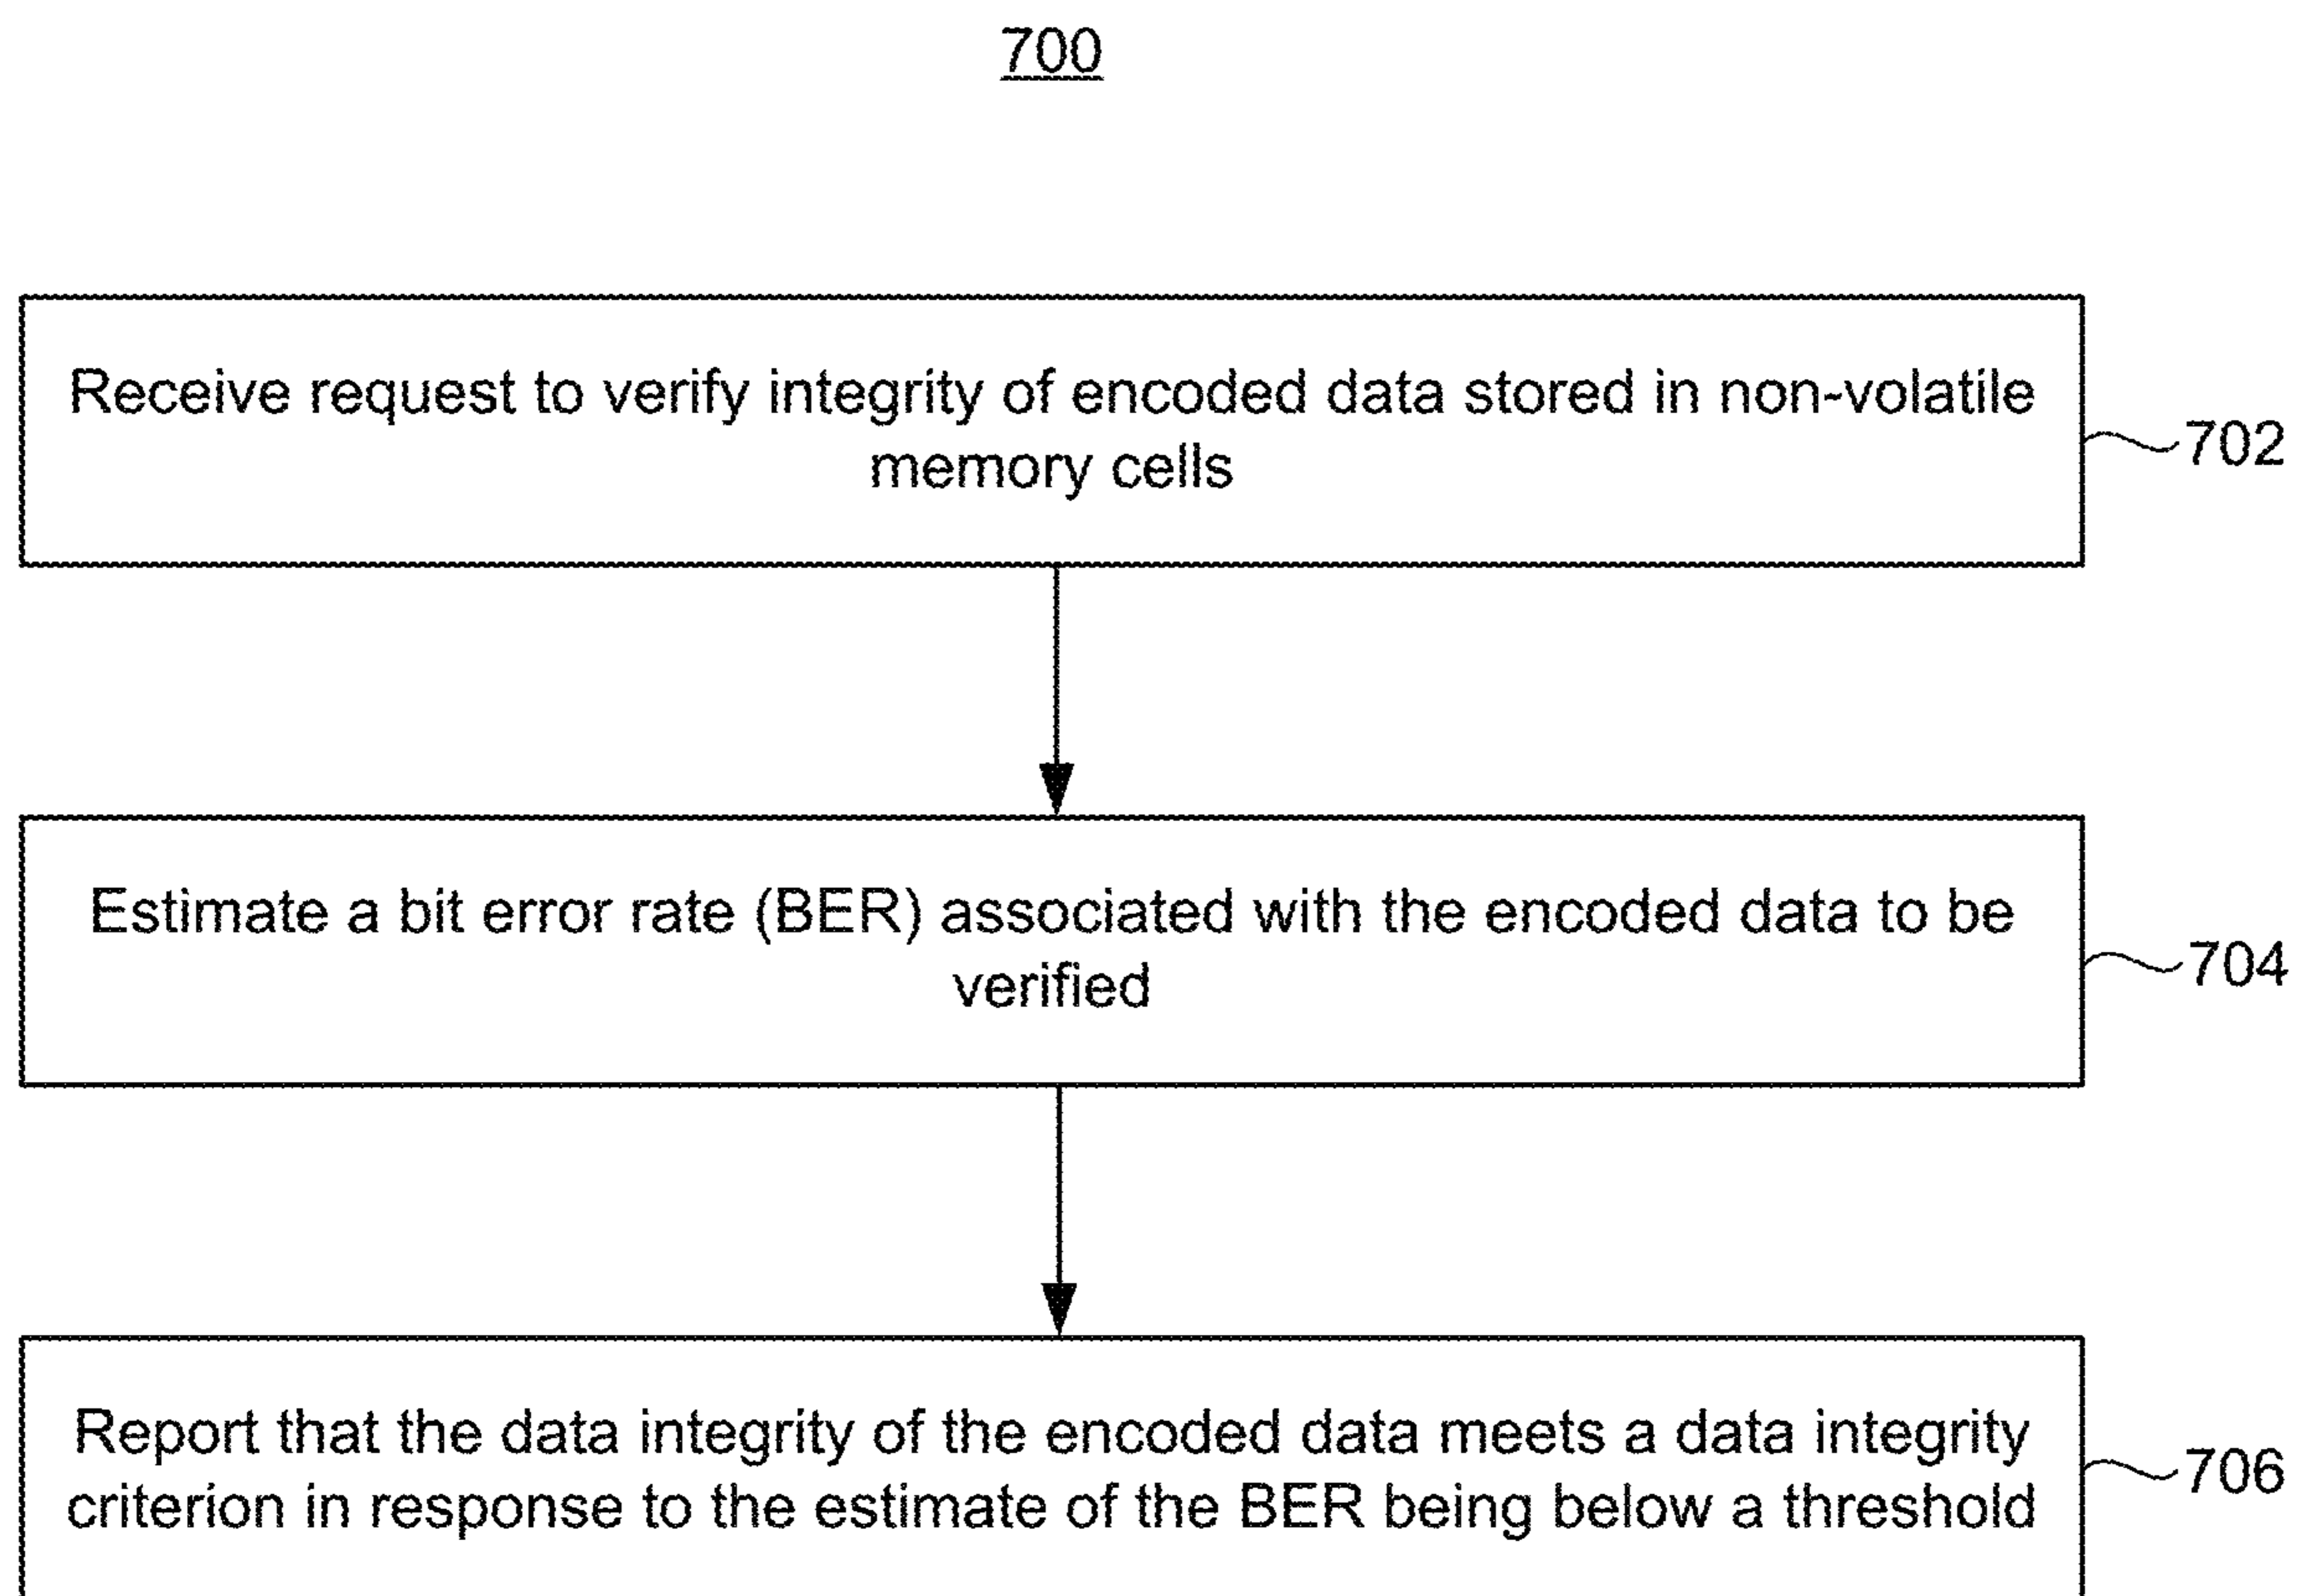 700
Receive request to verify integrity of encoded data stored in non-volatile
memory cells
702
Estimate a bit error rate (BER) associated with the encoded data to be
verified
704
Report that the data integrity of the encoded data meets a data integrity
criterion in response to the estimate of the BER being below a threshold
706